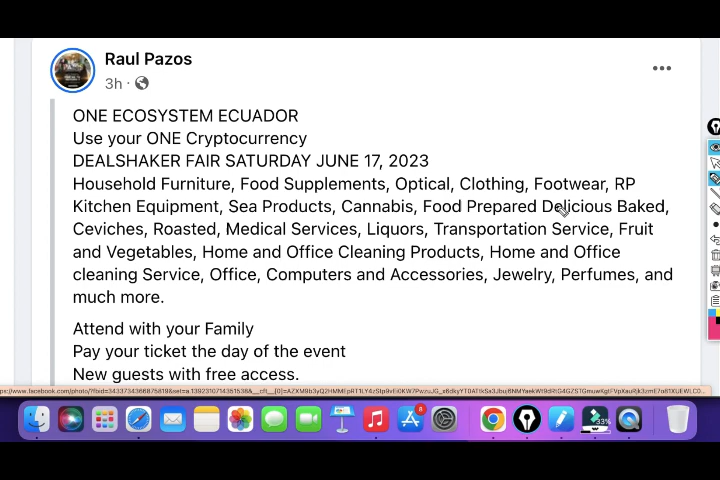 Raul Pazos
3h ·
ONE ECOSYSTEM ECUADOR
Use your ONE Cryptocurrency
DEALSHAKER FAIR SATURDAY JUNE 17, 2023
Household Furniture, Food Supplements, Optical, Clothing, Footwear, RP
Kitchen Equipment, Sea Products, Cannabis, Food Prepared Delicious Baked,
Ceviches, Roasted, Medical Services, Liquors, Transportation Service, Fruit
and Vegetables, Home and Office Cleaning Products, Home and Office
cleaning Service, Office, Computers and Accessories, Jewelry, Perfumes, and
much more.
Attend with your Family
Pay your ticket the day of the event
New guests with free access.
8
33%